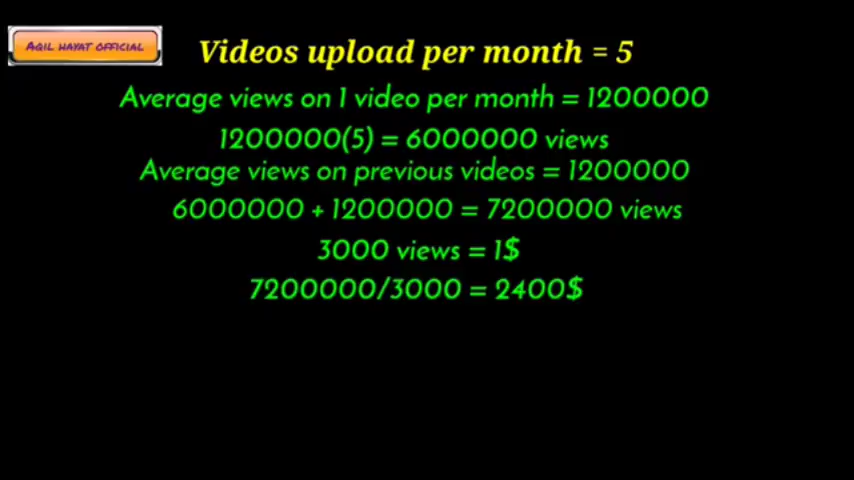 AQIL HAYAT OFFICIAL
Videos upload per month = 5
Average views on 1 video per month = 1200000
1200000(5) = 6000000 views
Average views on previous videos = 1200000
6000000 + 1200000 = 7200000 views
3000 views = 1$
7200000/3000 = 2400$